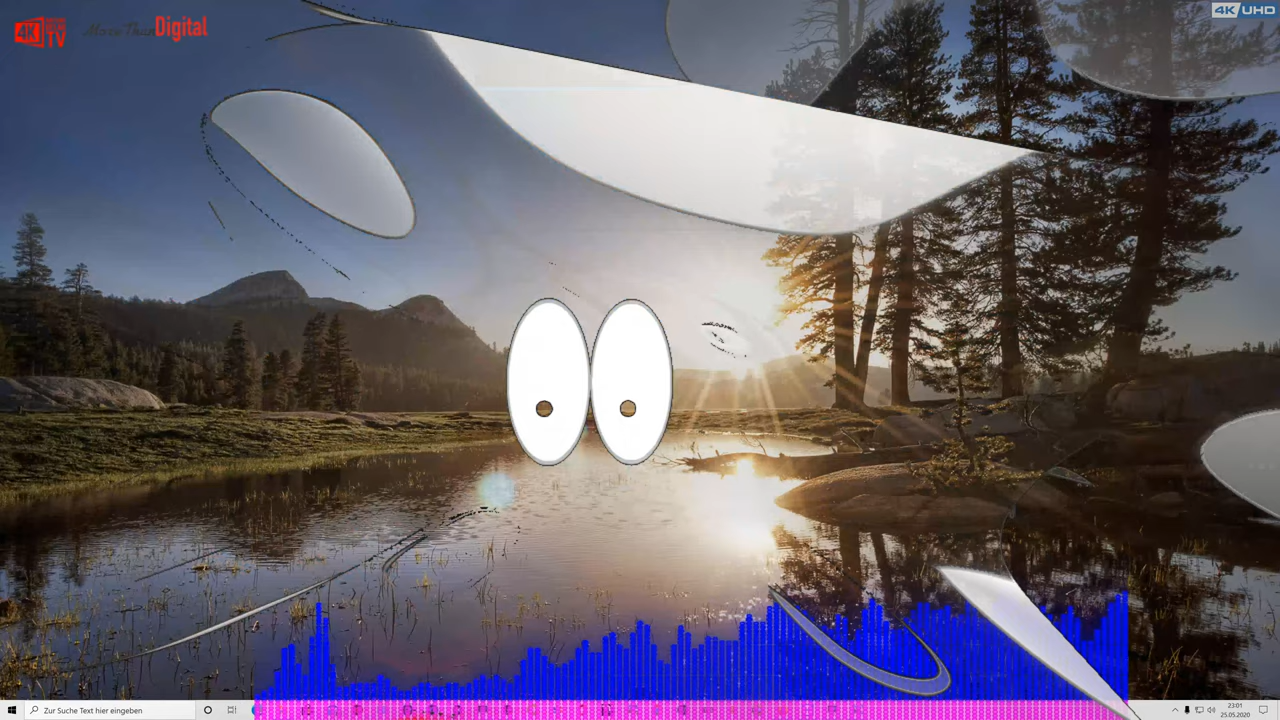 4K
TV
More Than Digital
4K UHD
Zur Suche Text hier eingeben
23:01
25.05.2020